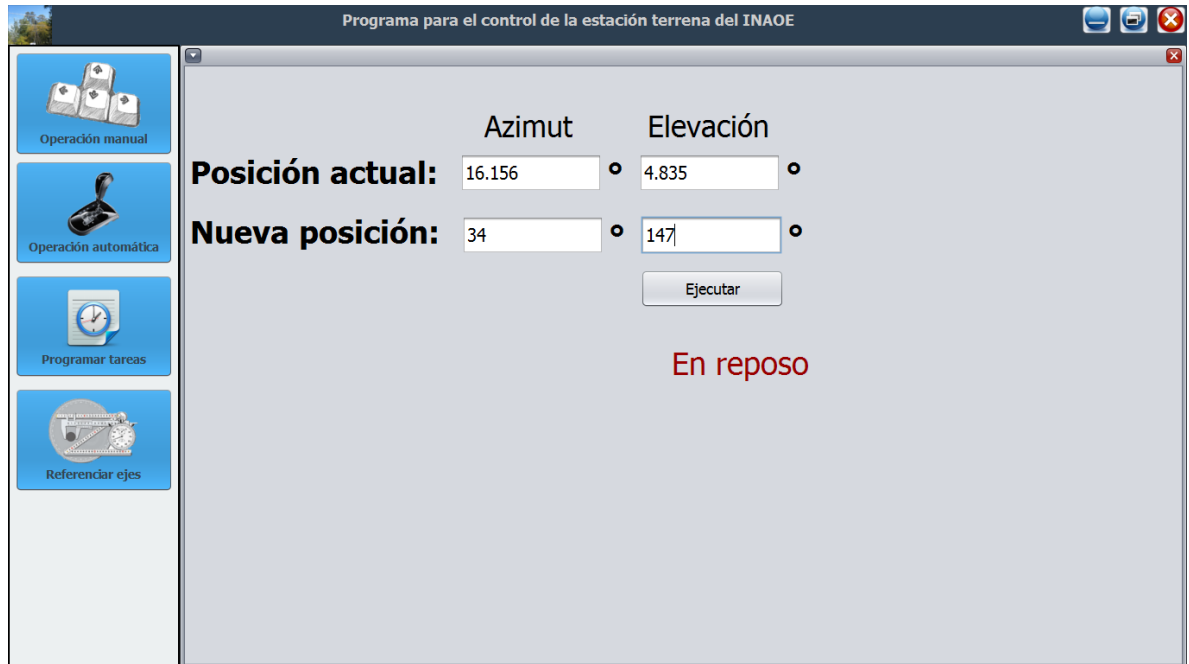 Programa para el control de la estación terrena del INAOE
Operación manual
Operación automática
Programar tareas
Referenciar ejes
Azimut Elevación
Posición actual: 16.156 ° 4.835 °
Nueva posición: 34 ° 147 °
Ejecutar
En reposo